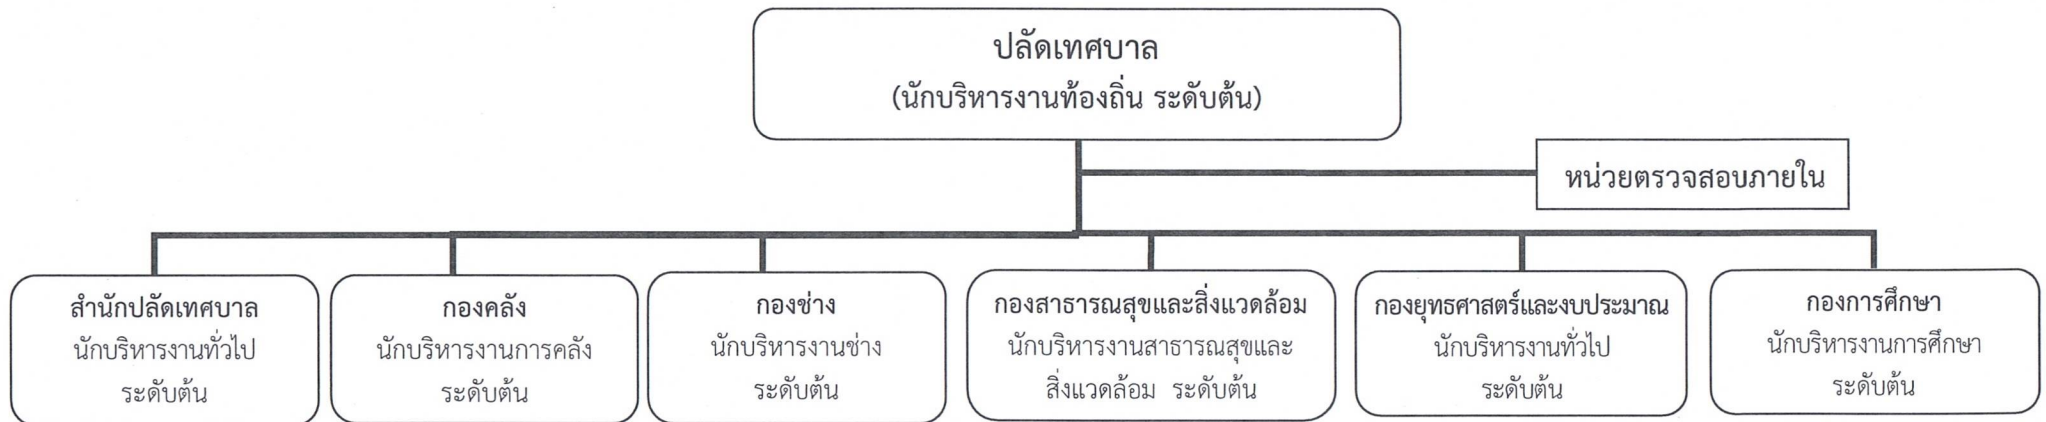 ปลัดเทศบาล
(นักบริหารงานท้องถิ่น ระดับต้น)
หน่วยตรวจสอบภายใน
สำนักปลัดเทศบาล
นักบริหารงานทั่วไป
ระดับต้น
กองคลัง
นักบริหารงานการคลัง
ระดับต้น
กองช่าง
นักบริหารงานช่าง
ระดับต้น
กองสาธารณสุขและสิ่งแวดล้อม
นักบริหารงานสาธารณสุขและ
สิ่งแวดล้อม ระดับต้น
กองยุทธศาสตร์และงบประมาณ
นักบริหารงานทั่วไป
ระดับต้น
กองการศึกษา
นักบริหารงานการศึกษา
ระดับต้น